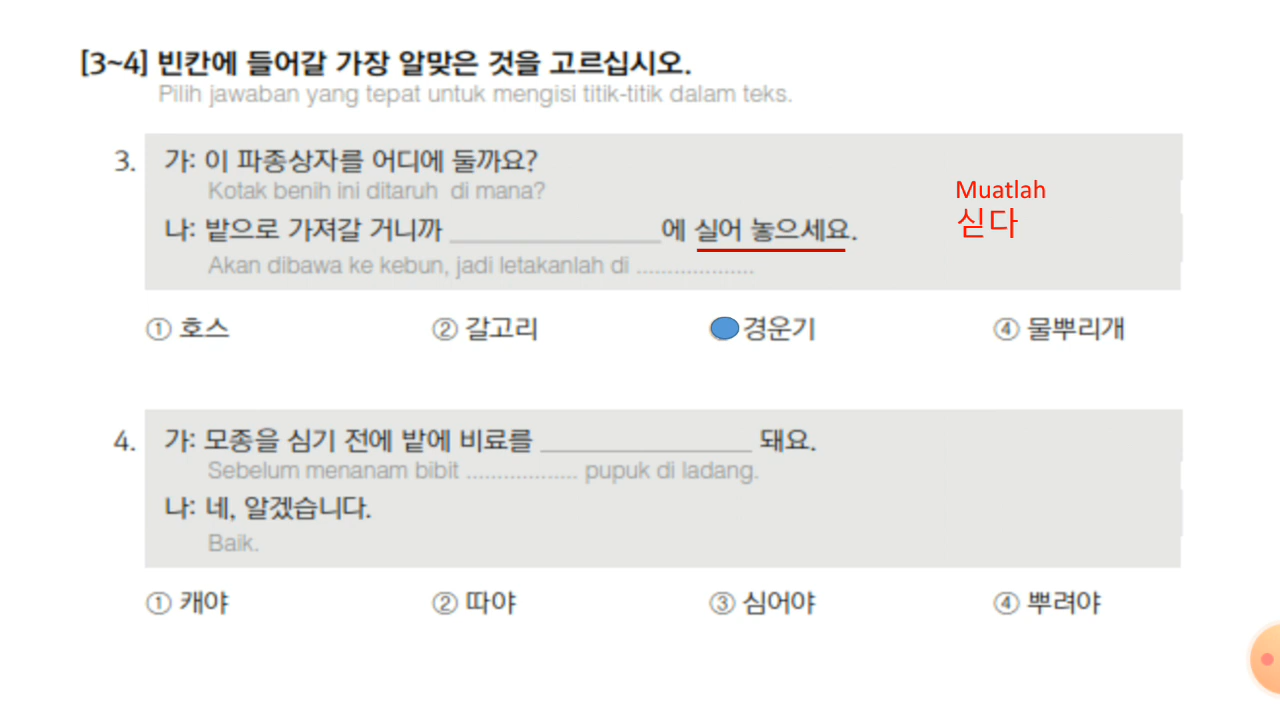 [3~4] 빈칸에 들어갈 가장 알맞은 것을 고르십시오.
Pilih jawaban yang tepat untuk mengisi titik-titik dalam teks.
3. 가: 이 파종상자를 어디에 둘까요?
Kotak benih ini ditaruh di mana?
나: 밭으로 가져갈 거니까 ________________에 실어 놓으세요.
Akan dibawa ke kebun, jadi letakanlah di ....................
Muatlah
싣다
① 호스 ② 갈고리 경운기 ④ 물뿌리개
4. 가: 모종을 심기 전에 밭에 비료를 ________________ 돼요.
Sebelum menanam bibit .................. pupuk di ladang.
나: 네, 알겠습니다.
Baik.
① 캐야 ② 따야 ③ 심어야 ④ 뿌려야